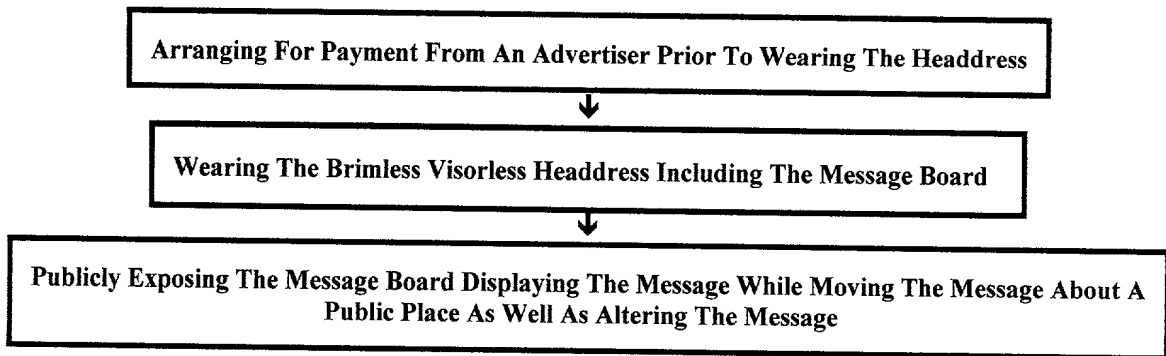 Arranging For Payment From An Advertiser Prior To Wearing The Headdress
Wearing The Brimless Visorless Headdress Including The Message Board
Publicly Exposing The Message Board Displaying The Message While Moving The Message About A
Public Place As Well As Altering The Message